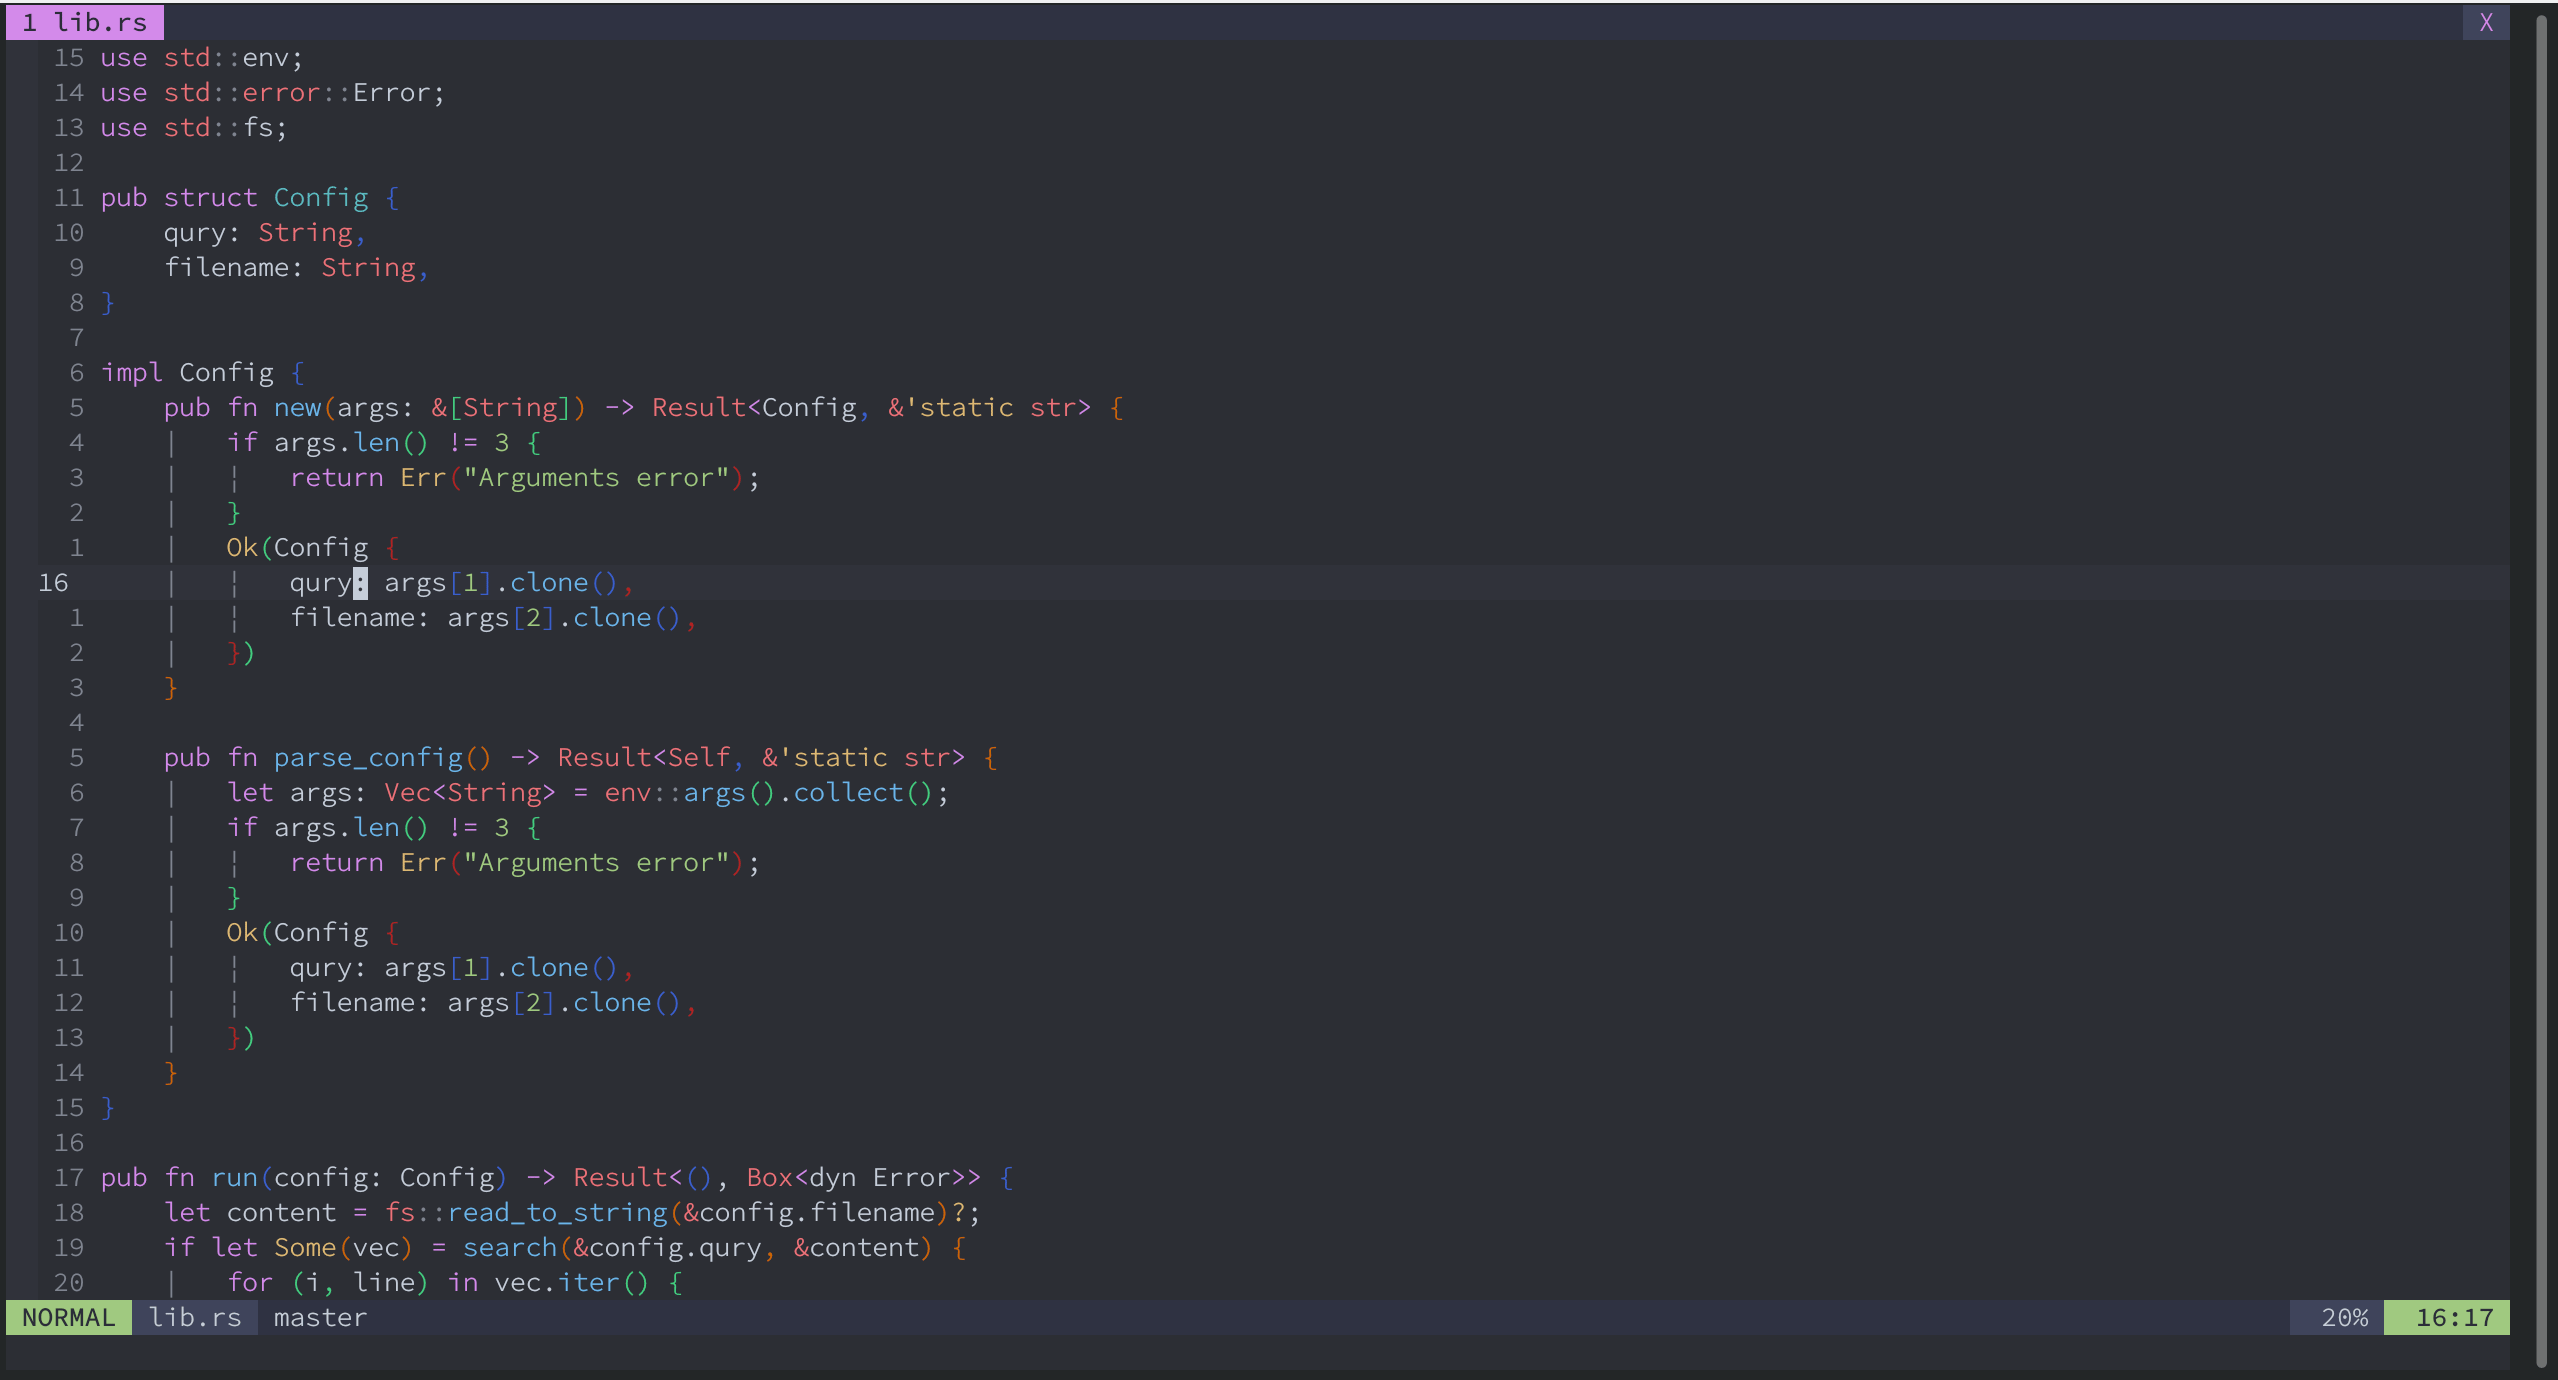 1 lib.rs X
15 use std::env;
14 use std::error::Error;
13 use std::fs;
12
11 pub struct Config {
10     qury: String,
9     filename: String,
8 }
7
6 impl Config {
5     pub fn new(args: &[String]) -> Result<Config, &'static str> {
4     |   if args.len() != 3 {
3     |   ¦   return Err("Arguments error");
2     |   }
1     |   Ok(Config {
16     |   ¦   qury: args[1].clone(),
1     |   ¦   filename: args[2].clone(),
2     |   })
3     }
4
5     pub fn parse_config() -> Result<Self, &'static str> {
6     |   let args: Vec<String> = env::args().collect();
7     |   if args.len() != 3 {
8     |   ¦   return Err("Arguments error");
9     |   }
10     |   Ok(Config {
11     |   ¦   qury: args[1].clone(),
12     |   ¦   filename: args[2].clone(),
13     |   })
14     }
15 }
16
17 pub fn run(config: Config) -> Result<(), Box<dyn Error>> {
18     let content = fs::read_to_string(&config.filename)?;
19     if let Some(vec) = search(&config.qury, &content) {
20     |   for (i, line) in vec.iter() {
NORMAL lib.rs master 20% 16:17